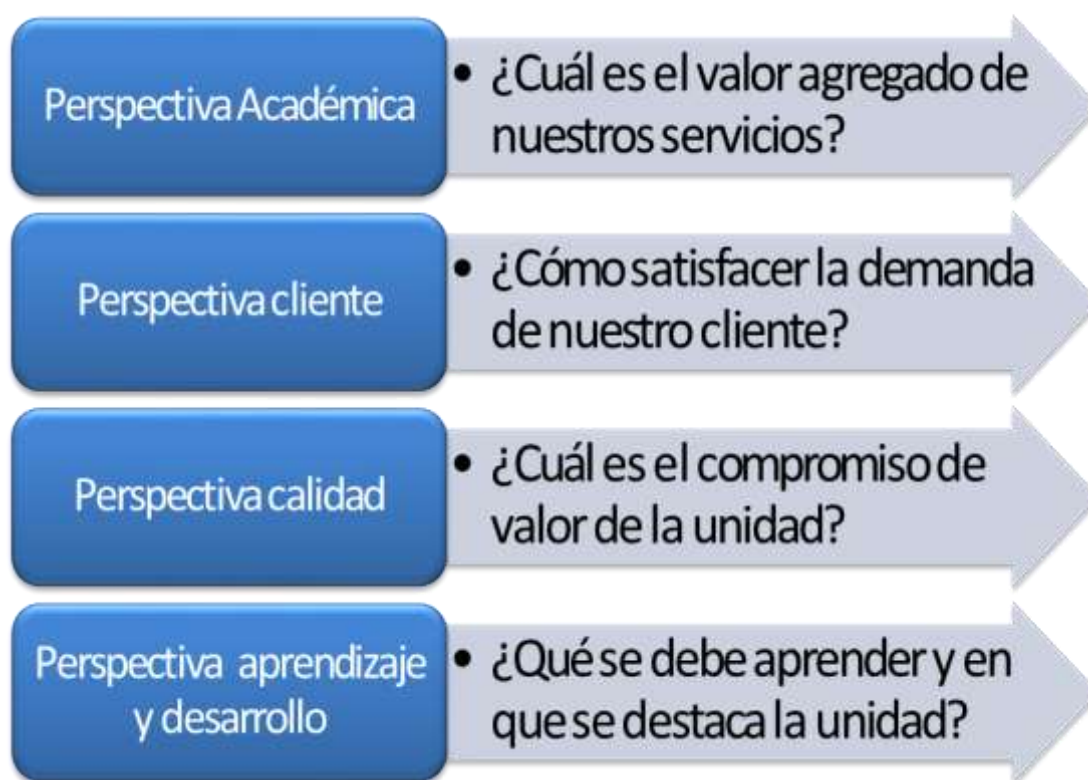 Perspectiva Académica
• ¿Cuál es el valor agregado de
nuestros servicios?
Perspectiva cliente
• ¿Cómo satisfacer la demanda
de nuestro cliente?
Perspectiva calidad
• ¿Cuál es el compromiso de
valor de la unidad?
Perspectiva aprendizaje
y desarrollo
• ¿Qué se debe aprender y en
que se destaca la unidad?